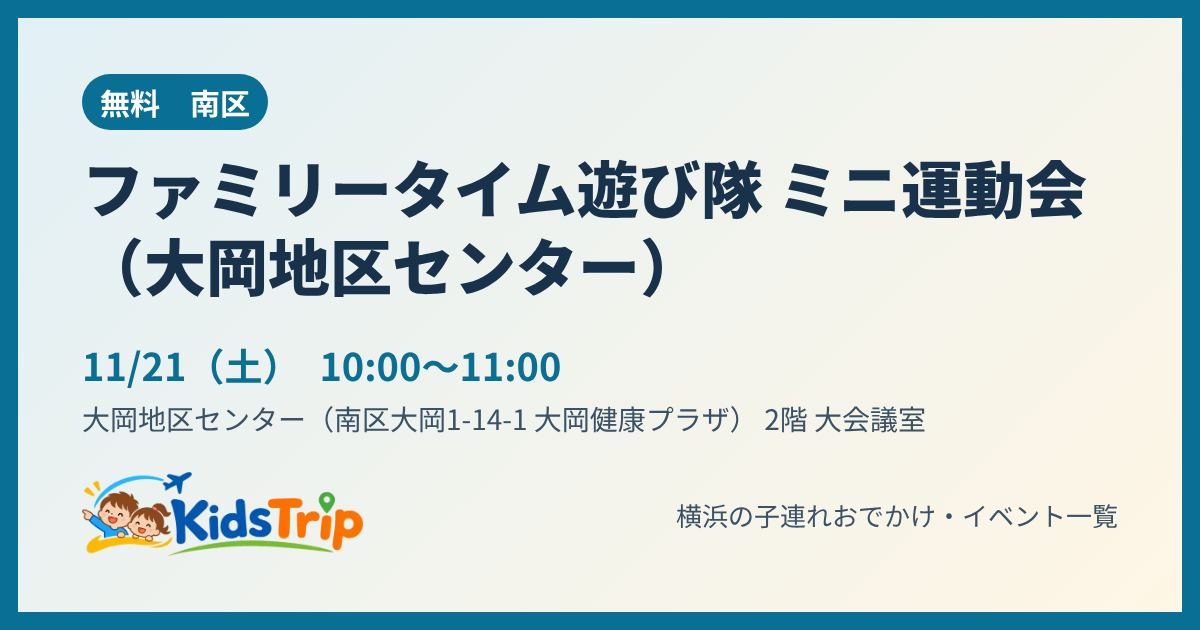 無料　南区
ファミリータイム遊び隊 ミニ運動会
（大岡地区センター）
11/21（土）　10:00〜11:00
大岡地区センター（南区大岡1-14-1 大岡健康プラザ） 2階 大会議室
KidsTrip
横浜の子連れおでかけ・イベント一覧